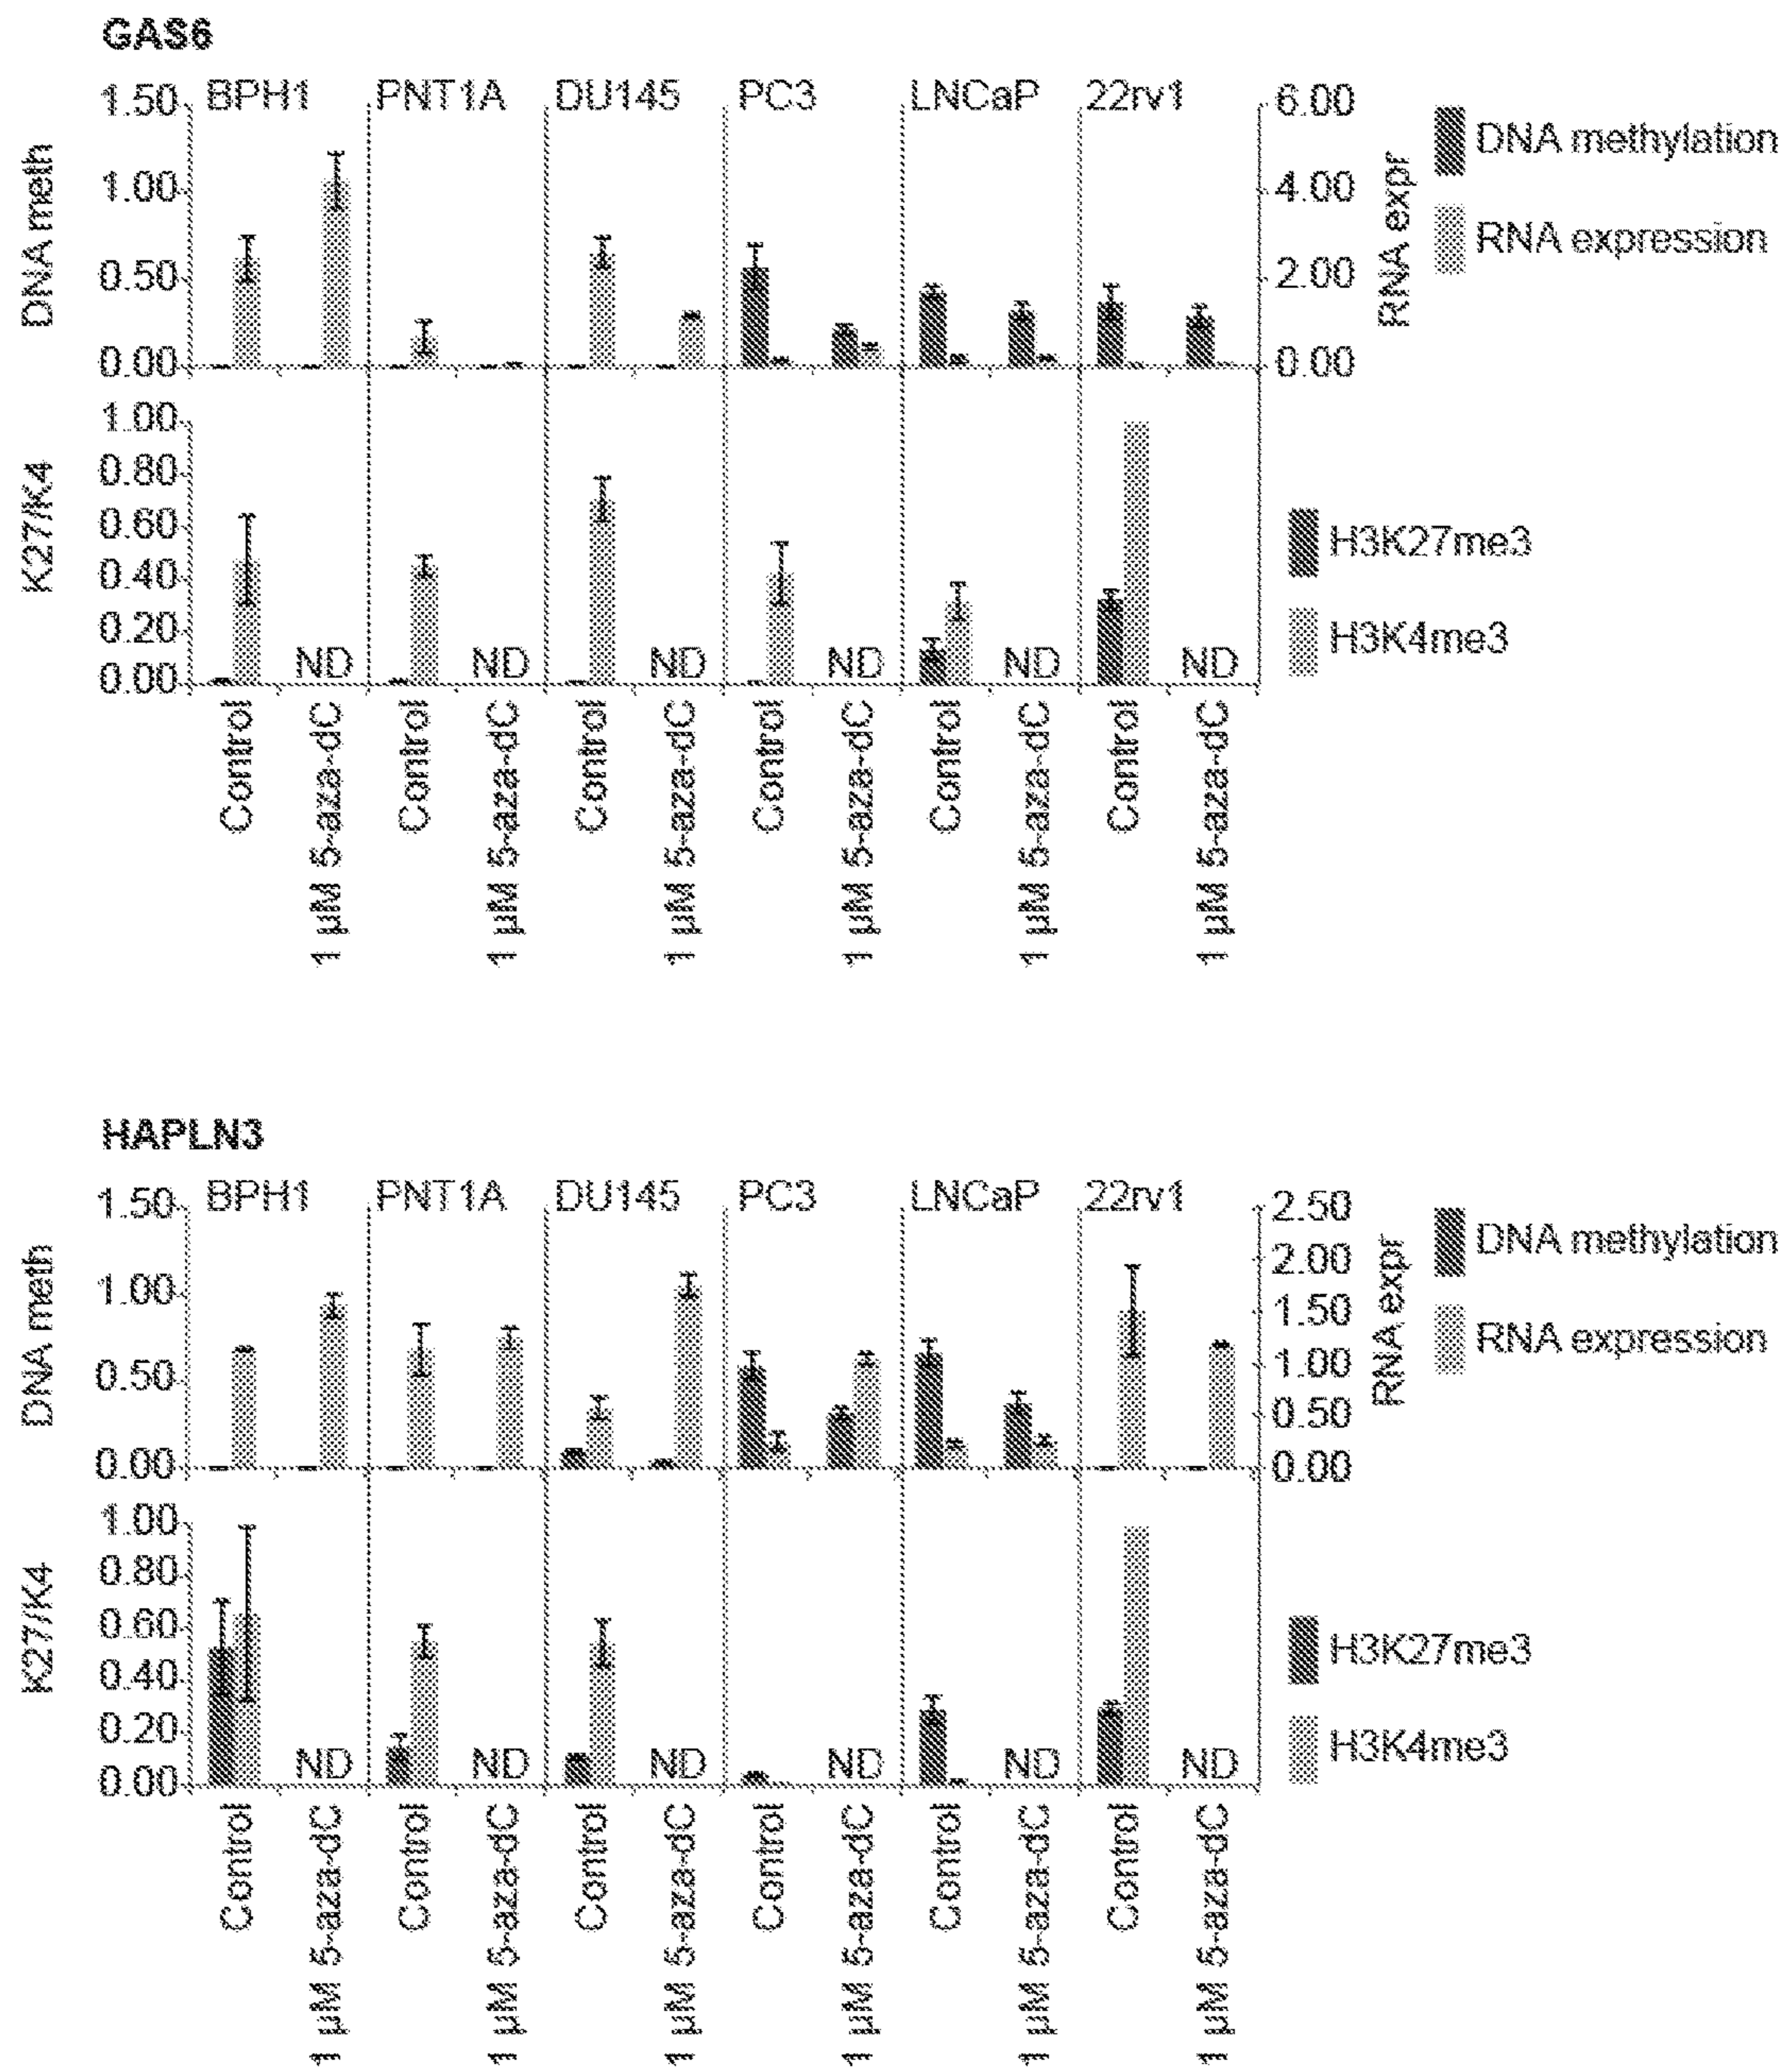 GAS6
BPH1 PNT1A DU145 PC3 LNCaP 22rv1
DNA meth
1.50
1.00
0.50
0.00
6.00
4.00
2.00
0.00
RNA expr
DNA methylation
RNA expression
K27/K4
1.00
0.80
0.60
0.40
0.20
0.00
ND ND ND ND ND ND
H3K27me3
H3K4me3
Control
1 µM 5-aza-dC
Control
1 µM 5-aza-dC
Control
1 µM 5-aza-dC
Control
1 µM 5-aza-dC
Control
1 µM 5-aza-dC
Control
1 µM 5-aza-dC
HAPLN3
BPH1 PNT1A DU145 PC3 LNCaP 22rv1
DNA meth
1.50
1.00
0.50
0.00
2.50
2.00
1.50
1.00
0.50
0.00
RNA expr
DNA methylation
RNA expression
K27/K4
1.00
0.80
0.60
0.40
0.20
0.00
ND ND ND ND ND ND
H3K27me3
H3K4me3
Control
1 µM 5-aza-dC
Control
1 µM 5-aza-dC
Control
1 µM 5-aza-dC
Control
1 µM 5-aza-dC
Control
1 µM 5-aza-dC
Control
1 µM 5-aza-dC